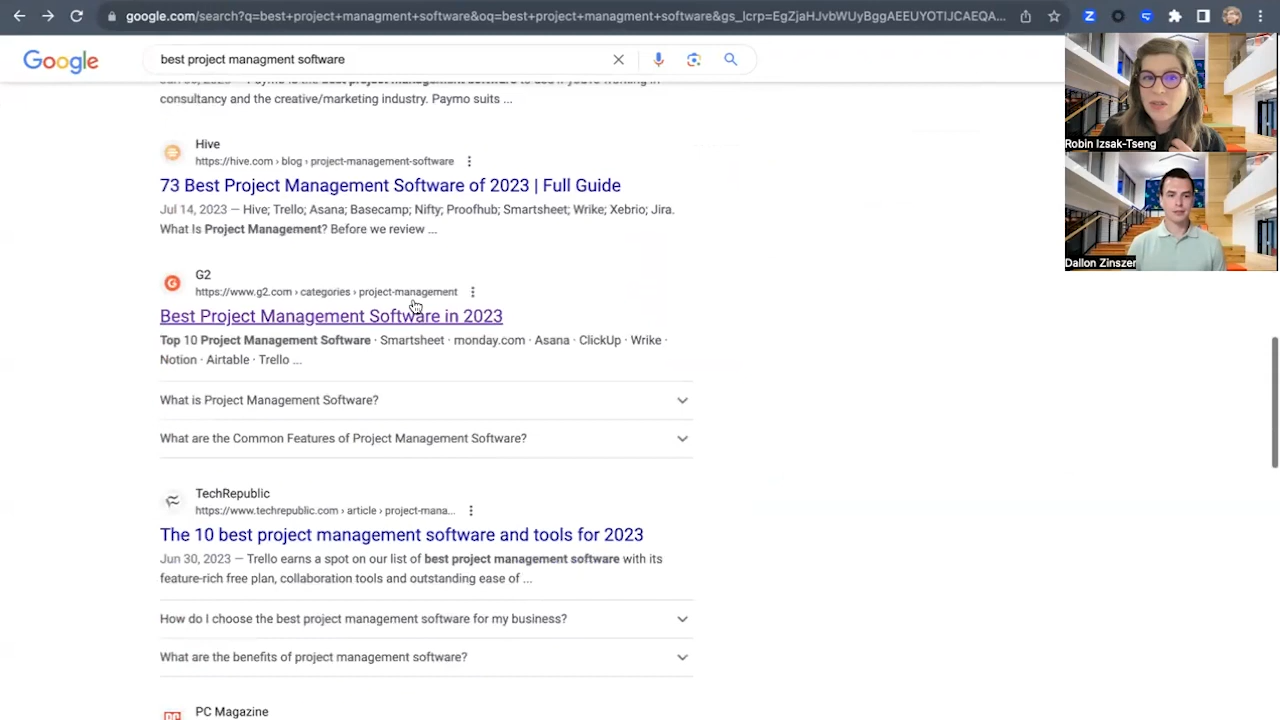 google.com/search?q=best+project+managment+software&oq=best+project+managment+software&gs_lcrp=EgZjaHJvbWUyBggAEEUYOTIJCAEQA...
Google
best project managment software
consultancy and the creative/marketing industry. Paymo suits ...
Hive
https://hive.com › blog › project-management-software
73 Best Project Management Software of 2023 | Full Guide
Jul 14, 2023 — Hive; Trello; Asana; Basecamp; Nifty; Proofhub; Smartsheet; Wrike; Xebrio; Jira.
What Is Project Management? Before we review ...
G2
https://www.g2.com › categories › project-management
Best Project Management Software in 2023
Top 10 Project Management Software · Smartsheet · monday.com · Asana · ClickUp · Wrike ·
Notion · Airtable · Trello ...
What is Project Management Software?
What are the Common Features of Project Management Software?
TechRepublic
https://www.techrepublic.com › article › project-mana...
The 10 best project management software and tools for 2023
Jun 30, 2023 — Trello earns a spot on our list of best project management software with its
feature-rich free plan, collaboration tools and outstanding ease of ...
How do I choose the best project management software for my business?
What are the benefits of project management software?
PC Magazine
Robin Izsak-Tseng
Dallon Zinszer